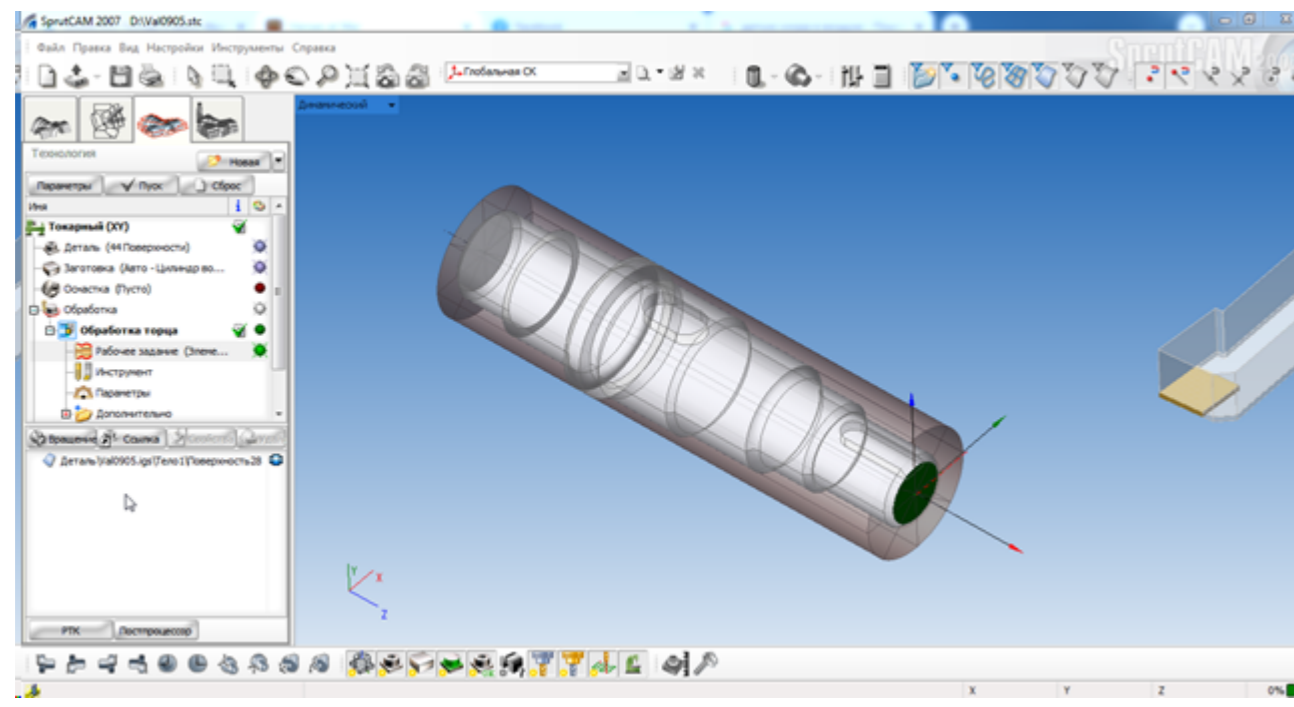 SprutCAM 2007 D:\Val0905.stc
Файл Правка Вид Настройки Инструменты Справка
SprutCAM
Глобальная СК
Динамический
Технология
Новая
Параметры Пуск Сброс
Имя
Токарный (XY)
Деталь (44 Поверхности)
Заготовка (Авто - Цилиндр во...
Оснастка (Пусто)
Обработка
Обработка торца
Рабочее задание (Элеме...
Инструмент
Параметры
Дополнительно
Вращение Ссылка
Деталь\Val0905.igs\Тело1\Поверхность28
Y
X
Z
РТК Постпроцессор
X Y Z 0%